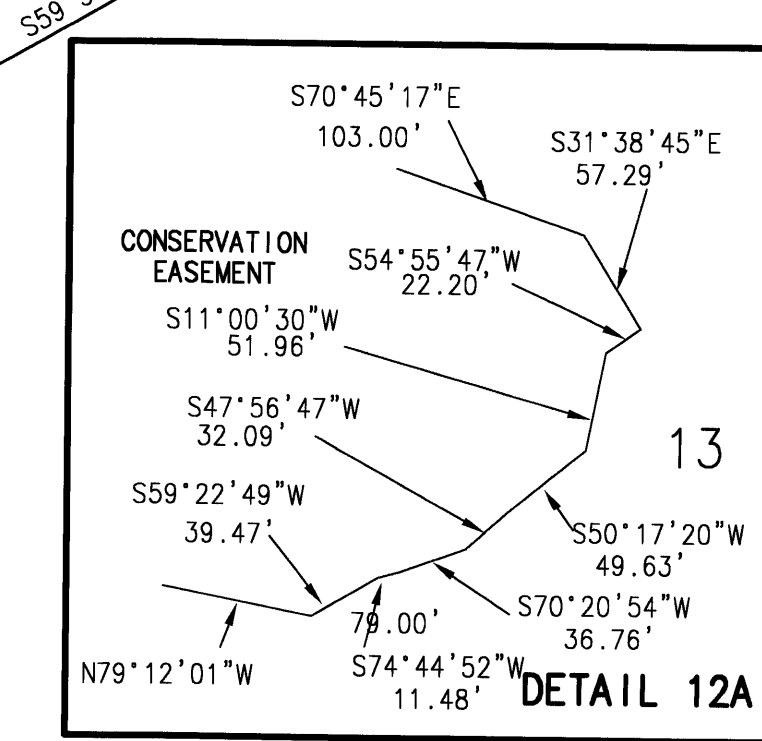 S59
S70°45'17"E
103.00'
S31°38'45"E
57.29'
CONSERVATION
EASEMENT
S54°55'47"W
22.20'
S11°00'30"W
51.96'
S47°56'47"W
32.09'
13
S59°22'49"W
39.47'
S50°17'20"W
49.63'
S70°20'54"W
36.76'
79.00'
N79°12'01"W
S74°44'52"W
11.48'
DETAIL 12A